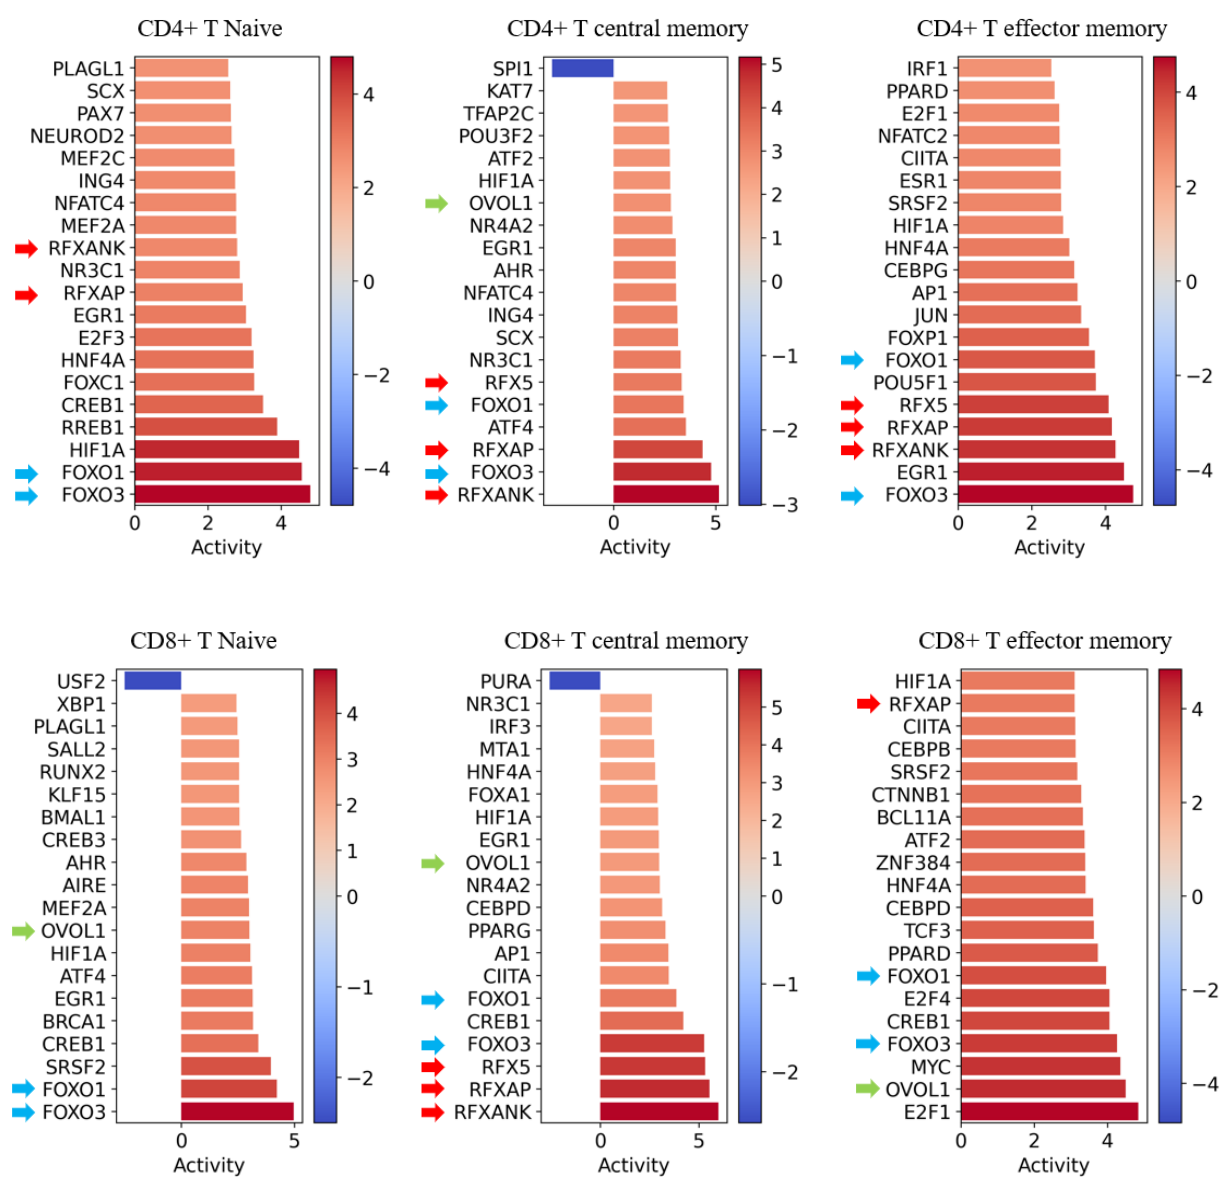 CD4+ T Naive
PLAGL1
SCX
PAX7
NEUROD2
MEF2C
ING4
NFATC4
MEF2A
RFXANK
NR3C1
RFXAP
EGR1
E2F3
HNF4A
FOXC1
CREB1
RREB1
HIF1A
FOXO1
FOXO3
0 2 4
Activity
4
2
0
−2
−4
CD4+ T central memory
SPI1
KAT7
TFAP2C
POU3F2
ATF2
HIF1A
OVOL1
NR4A2
EGR1
AHR
NFATC4
ING4
SCX
NR3C1
RFX5
FOXO1
ATF4
RFXAP
FOXO3
RFXANK
0 5
Activity
5
4
3
2
1
0
−1
−2
−3
CD4+ T effector memory
IRF1
PPARD
E2F1
NFATC2
CIITA
ESR1
SRSF2
HIF1A
HNF4A
CEBPG
AP1
JUN
FOXP1
FOXO1
POU5F1
RFX5
RFXAP
RFXANK
EGR1
FOXO3
0 2 4
Activity
4
2
0
−2
−4
CD8+ T Naive
USF2
XBP1
PLAGL1
SALL2
RUNX2
KLF15
BMAL1
CREB3
AHR
AIRE
MEF2A
OVOL1
HIF1A
ATF4
EGR1
BRCA1
CREB1
SRSF2
FOXO1
FOXO3
0 5
Activity
4
3
2
1
0
−1
−2
CD8+ T central memory
PURA
NR3C1
IRF3
MTA1
HNF4A
FOXA1
HIF1A
EGR1
OVOL1
NR4A2
CEBPD
PPARG
AP1
CIITA
FOXO1
CREB1
FOXO3
RFX5
RFXAP
RFXANK
0 5
Activity
5
4
3
2
1
0
−1
−2
CD8+ T effector memory
HIF1A
RFXAP
CIITA
CEBPB
SRSF2
CTNNB1
BCL11A
ATF2
ZNF384
HNF4A
CEBPD
TCF3
PPARD
FOXO1
E2F4
CREB1
FOXO3
MYC
OVOL1
E2F1
0 2 4
Activity
4
2
0
−2
−4